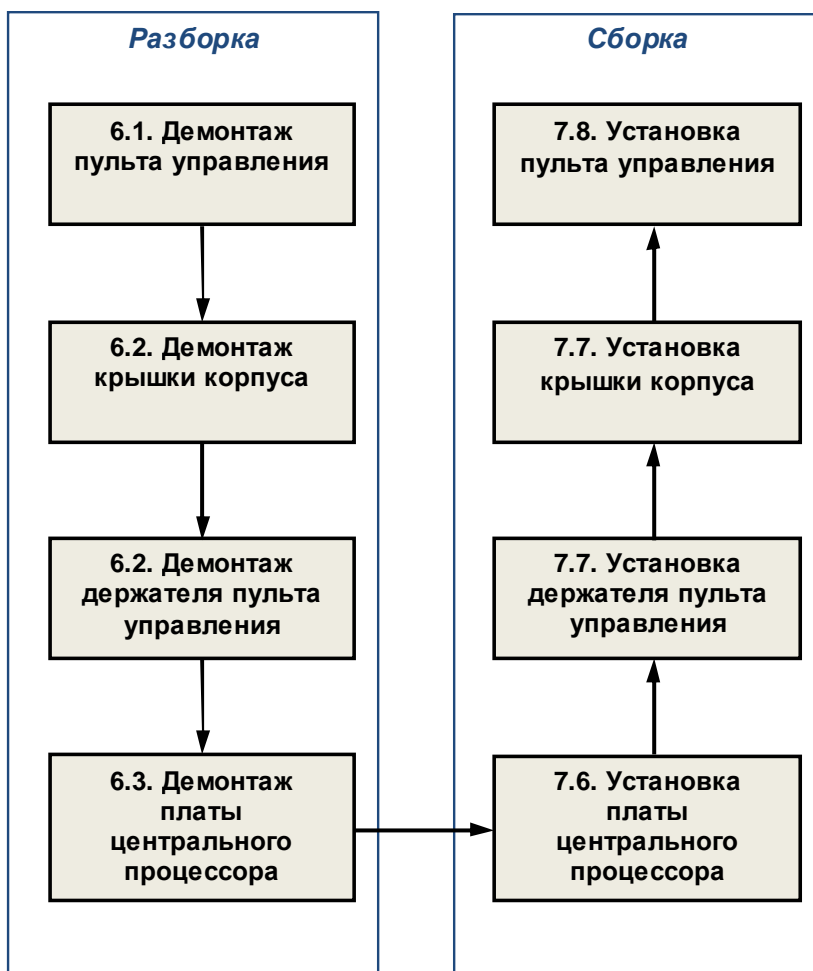 Разборка
6.1. Демонтаж
пульта управления
6.2. Демонтаж
крышки корпуса
6.2. Демонтаж
держателя пульта
управления
6.3. Демонтаж
платы
центрального
процессора
Сборка
7.8. Установка
пульта управления
7.7. Установка
крышки корпуса
7.7. Установка
держателя пульта
управления
7.6. Установка
платы
центрального
процессора